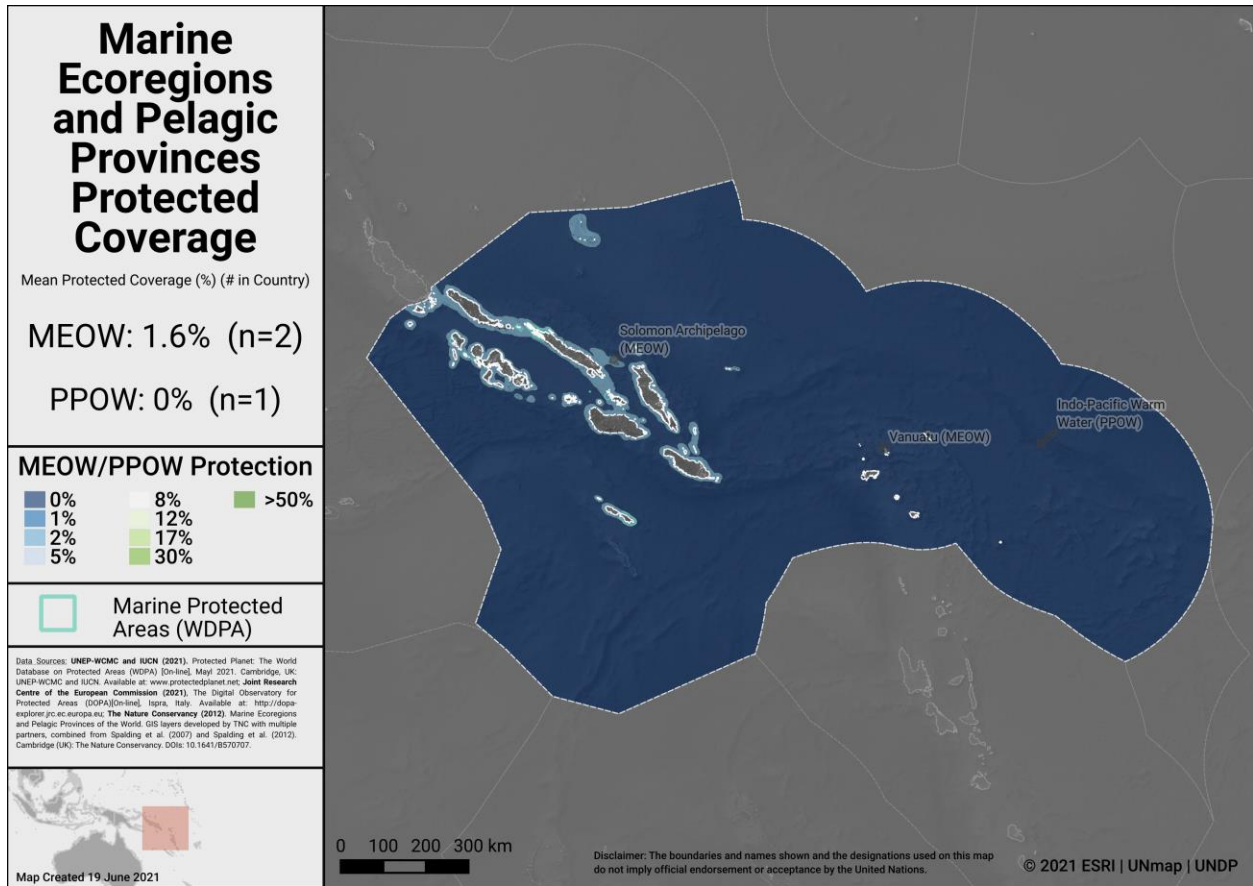 Marine
Ecoregions
and Pelagic
Provinces
Protected
Coverage
Mean Protected Coverage (%) (# in Country)
MEOW: 1.6% (n=2)
PPOW: 0% (n=1)
MEOW/PPOW Protection
0% 8% >50%
1% 12%
2% 17%
5% 30%
Marine Protected
Areas (WDPA)
Data Sources: UNEP-WCMC and IUCN (2021). Protected Planet: The World
Database on Protected Areas (WDPA) [On-line], Mayl 2021. Cambridge, UK:
UNEP-WCMC and IUCN. Available at: www.protectedplanet.net; Joint Research
Centre of the European Commission (2021), The Digital Observatory for
Protected Areas (DOPA)[On-line], Ispra, Italy. Available at: http://dopa-
explorer.jrc.ec.europa.eu; The Nature Conservancy (2012). Marine Ecoregions
and Pelagic Provinces of the World. GIS layers developed by TNC with multiple
partners, combined from Spalding et al. (2007) and Spalding et al. (2012).
Cambridge (UK): The Nature Conservancy. DOIs: 10.1641/B570707.
Map Created 19 June 2021
Solomon Archipelago
(MEOW)
Indo-Pacific Warm
Water (PPOW)
Vanuatu (MEOW)
0 100 200 300 km
Disclaimer: The boundaries and names shown and the designations used on this map
do not imply official endorsement or acceptance by the United Nations.
© 2021 ESRI | UNmap | UNDP